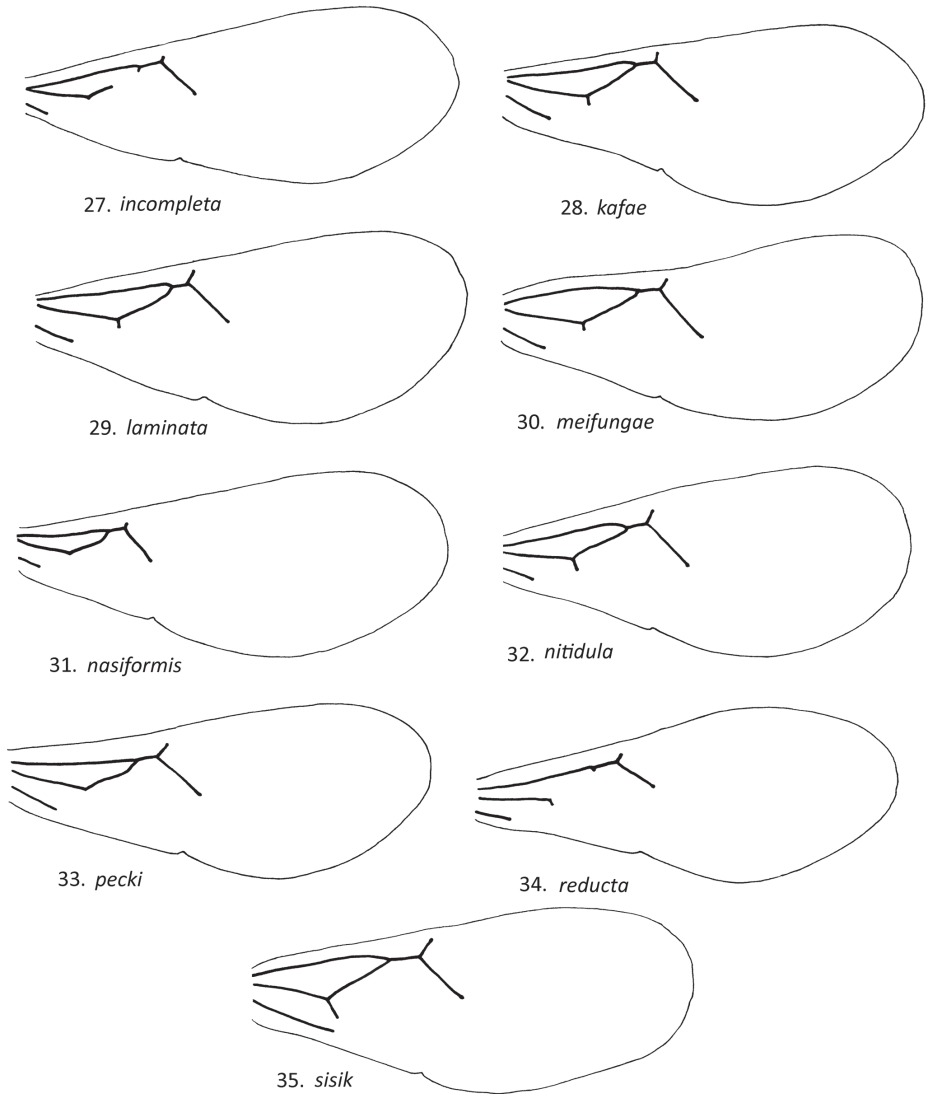 27. incompleta
28. kafae
29. laminata
30. meifungae
31. nasiformis
32. nitidula
33. pecki
34. reducta
35. sisik